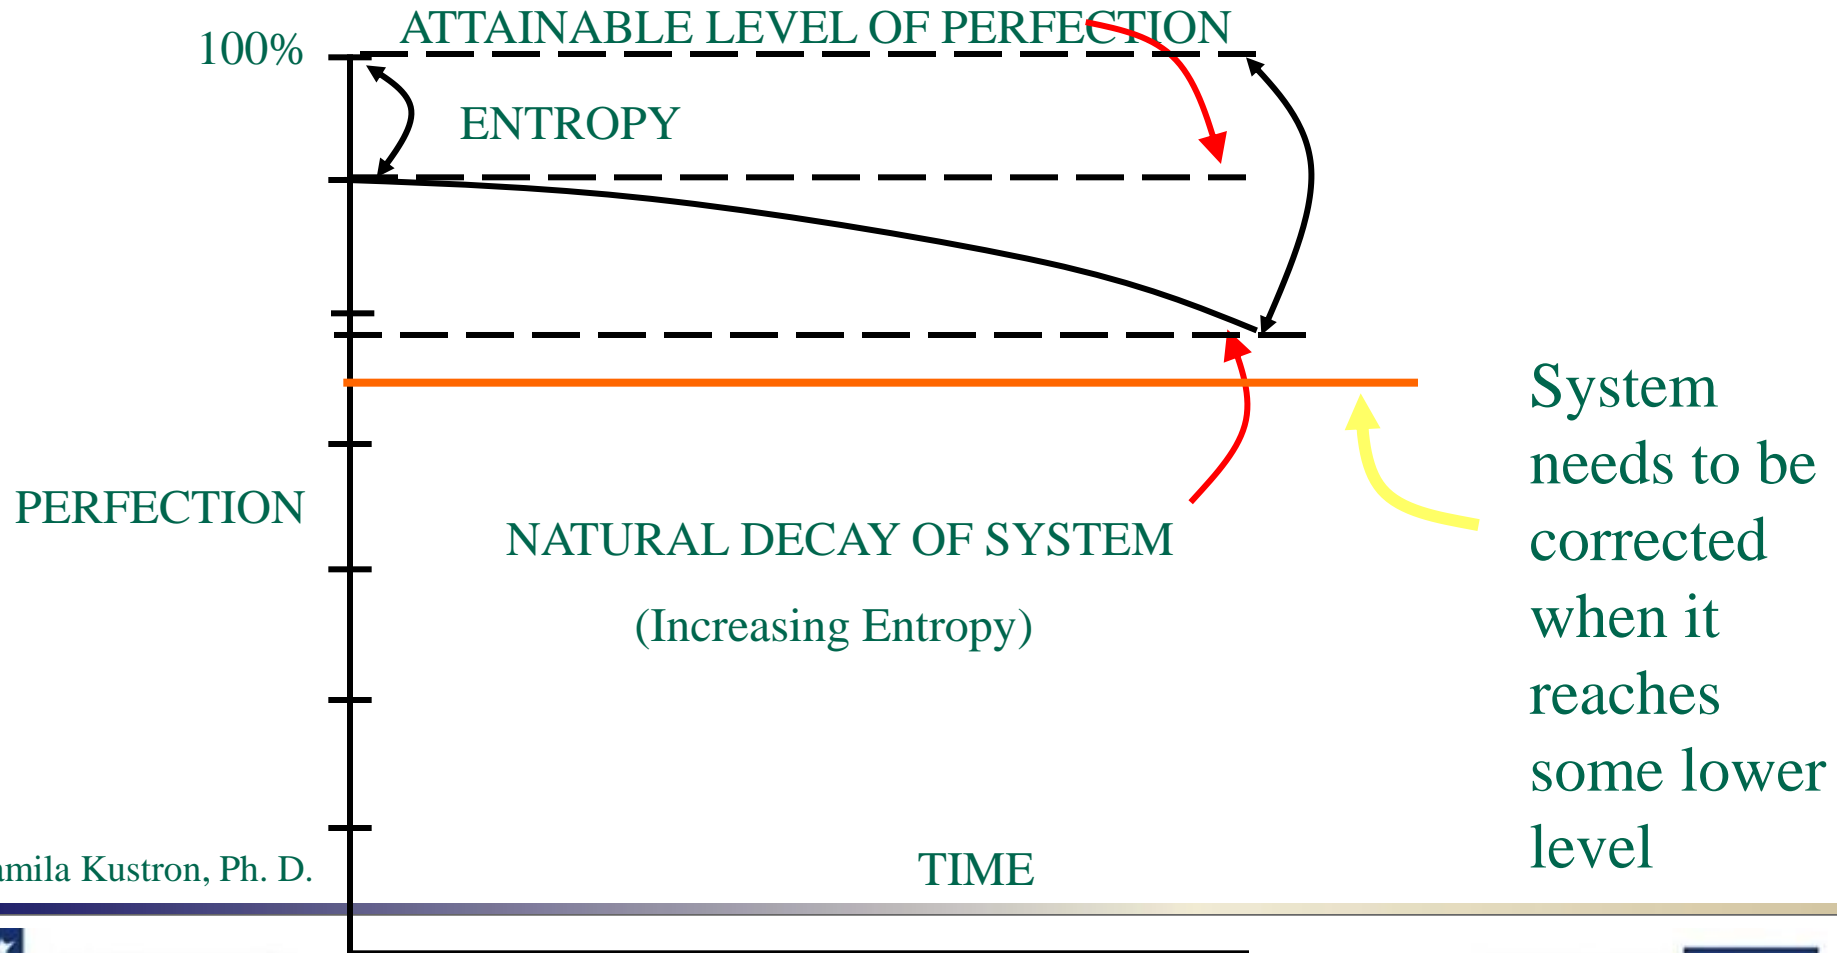 ATTAINABLE LEVEL OF PERFECTION
100%
ENTROPY
PERFECTION
NATURAL DECAY OF SYSTEM
(Increasing Entropy)
System
needs to be
corrected
when it
reaches
some lower
level
TIME
Kustron, Ph. D.